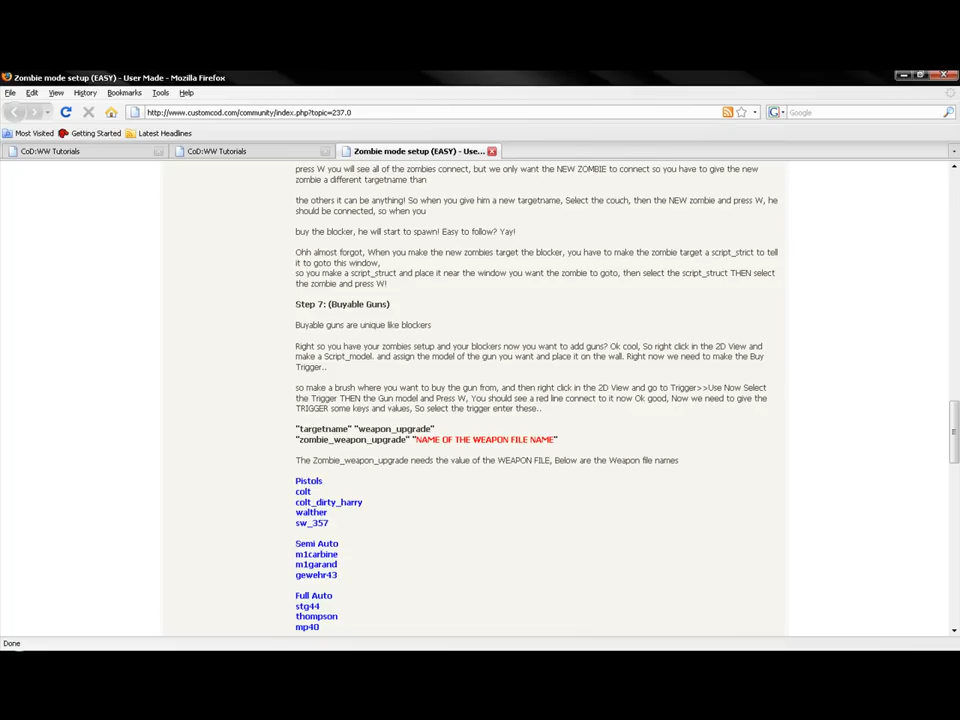 Zombie mode setup (EASY) - User Made - Mozilla Firefox
File Edit View History Bookmarks Tools Help
http://www.customcod.com/community/index.php?topic=237.0
Google
Most Visited Getting Started Latest Headlines
CoD:WW Tutorials CoD:WW Tutorials Zombie mode setup (EASY) - Use...
press W you will see all of the zombies connect, but we only want the NEW ZOMBIE to connect so you have to give the new
zombie a different targetname than
the others it can be anything! So when you give him a new targetname, Select the couch, then the NEW zombie and press W, he
should be connected, so when you
buy the blocker, he will start to spawn! Easy to follow? Yay!
Ohh almost forgot, When you make the new zombies target the blocker, you have to make the zombie target a script_strict to tell
it to goto this window,
so you make a script_struct and place it near the window you want the zombie to goto, then select the script_struct THEN select
the zombie and press W!
Step 7: (Buyable Guns)
Buyable guns are unique like blockers
Right so you have your zombies setup and your blockers now you want to add guns? Ok cool, So right click in the 2D View and
make a Script_model. and assign the model of the gun you want and place it on the wall. Right now we need to make the Buy
Trigger..
so make a brush where you want to buy the gun from, and then right click in the 2D View and go to Trigger>>Use Now Select
the Trigger THEN the Gun model and Press W, You should see a red line connect to it now Ok good, Now we need to give the
TRIGGER some keys and values, So select the trigger enter these..
"targetname" "weapon_upgrade"
"zombie_weapon_upgrade" "NAME OF THE WEAPON FILE NAME"
The Zombie_weapon_upgrade needs the value of the WEAPON FILE, Below are the Weapon file names
Pistols
colt
colt_dirty_harry
walther
sw_357
Semi Auto
m1carbine
m1garand
gewehr43
Full Auto
stg44
thompson
mp40
Done